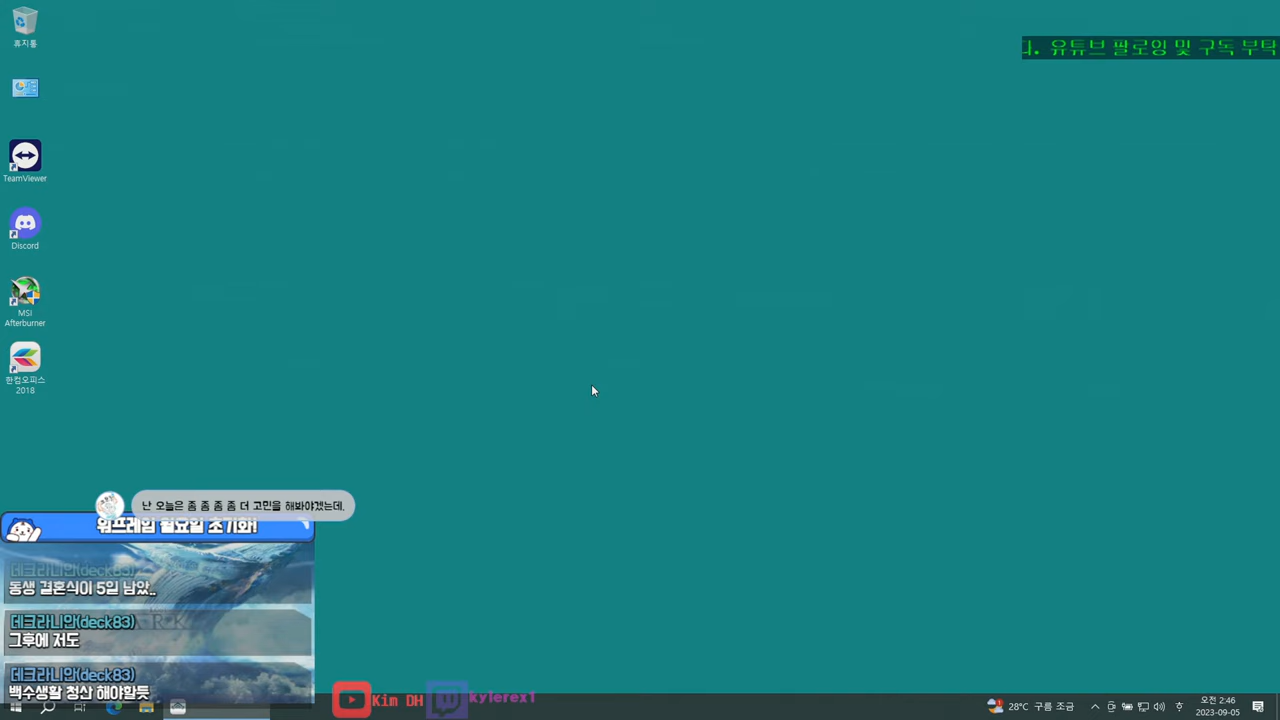 휴지통
그. 유튜브 팔로잉 및 구독 부탁
TeamViewer
Discord
MSI
Afterburner
한컴오피스
2018
난 오늘은 좀 좀 좀 좀 더 고민을 해봐야겠는데.
워프레임 월요일 초기화!
데크라니안(deck83)
동생 결혼식이 5일 남았..
데크라니안(deck83)
그후에 저도
데크라니안(deck83)
백수생활 청산 해야할듯
Kim DH
kylerex1
28°C 구름 조금
오전 2:46
2023-09-05